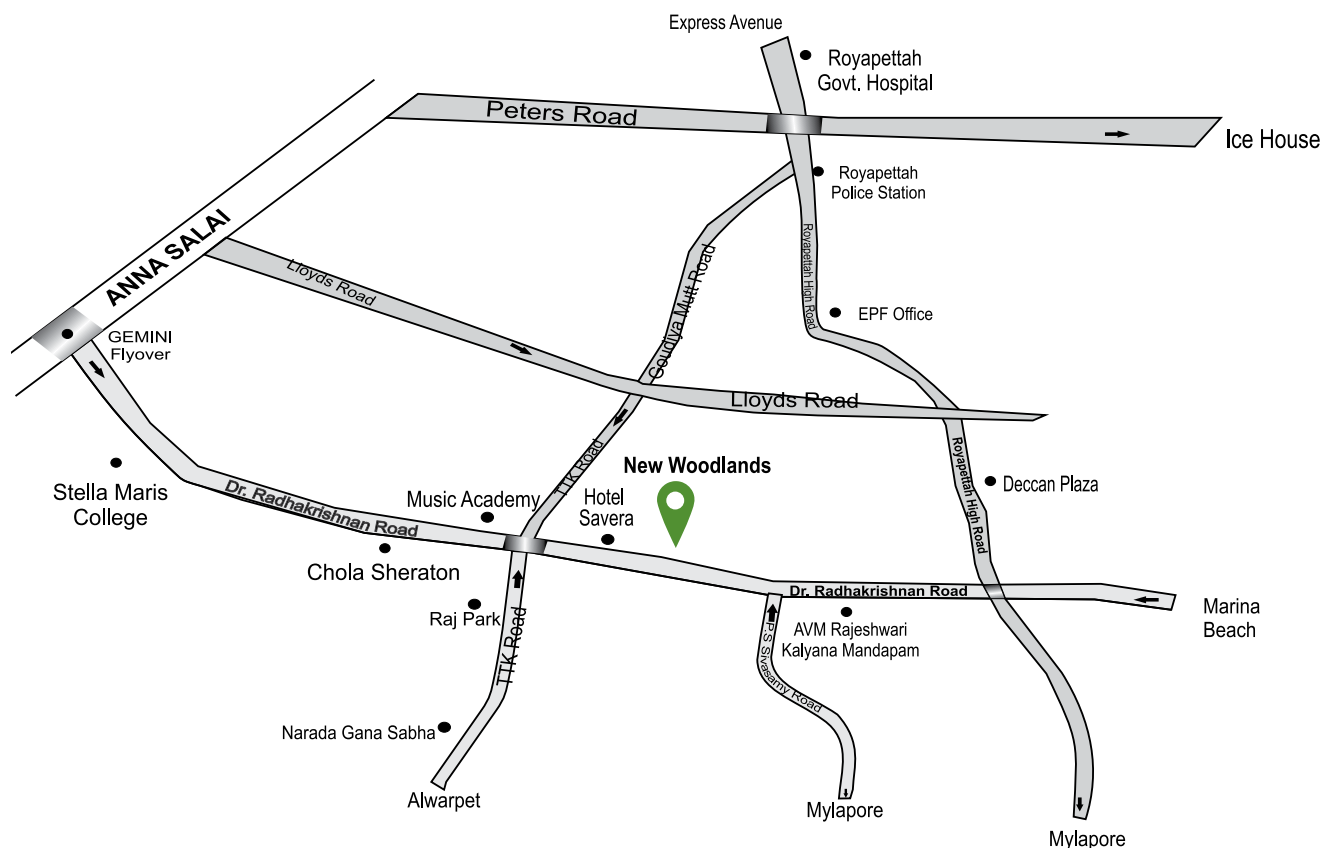 Express Avenue
Royapettah
Govt. Hospital
Peters Road
Ice House
Royapettah
Police Station
ANNA SALAI
Lloyds Road
Goudiya Mutt Road
Royapettah High Road
EPF Office
GEMINI
Flyover
Lloyds Road
TTK Road
Royapettah High Road
New Woodlands
Deccan Plaza
Stella Maris
College
Dr. Radhakrishnan Road
Music Academy
Hotel
Savera
Chola Sheraton
Dr. Radhakrishnan Road
Marina
Beach
Raj Park
TTK Road
P.S Sivasamy Road
AVM Rajeshwari
Kalyana Mandapam
Narada Gana Sabha
Alwarpet
Mylapore
Mylapore